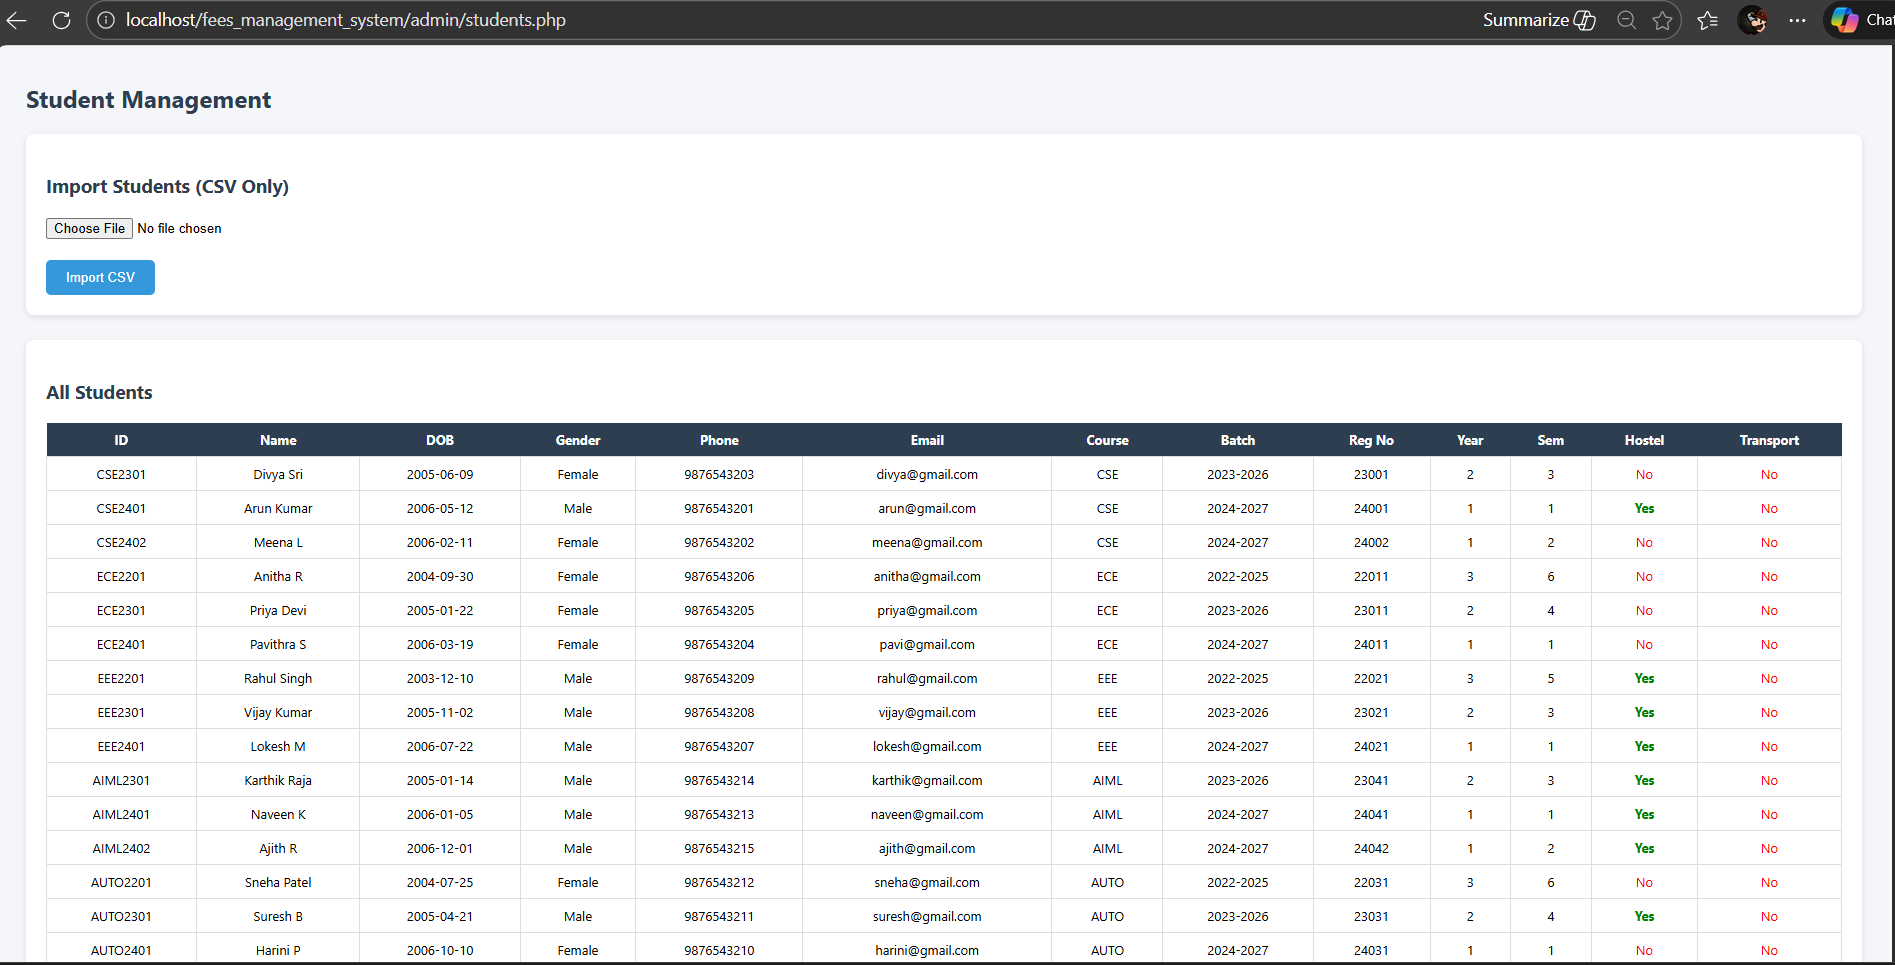 localhost/fees_management_system/admin/students.php Summarize Chat
Student Management
Import Students (CSV Only)
Choose File No file chosen
Import CSV
All Students
ID Name DOB Gender Phone Email Course Batch Reg No Year Sem Hostel Transport
CSE2301 Divya Sri 2005-06-09 Female 9876543203 divya@gmail.com CSE 2023-2026 23001 2 3 No No
CSE2401 Arun Kumar 2006-05-12 Male 9876543201 arun@gmail.com CSE 2024-2027 24001 1 1 Yes No
CSE2402 Meena L 2006-02-11 Female 9876543202 meena@gmail.com CSE 2024-2027 24002 1 2 No No
ECE2201 Anitha R 2004-09-30 Female 9876543206 anitha@gmail.com ECE 2022-2025 22011 3 6 No No
ECE2301 Priya Devi 2005-01-22 Female 9876543205 priya@gmail.com ECE 2023-2026 23011 2 4 No No
ECE2401 Pavithra S 2006-03-19 Female 9876543204 pavi@gmail.com ECE 2024-2027 24011 1 1 No No
EEE2201 Rahul Singh 2003-12-10 Male 9876543209 rahul@gmail.com EEE 2022-2025 22021 3 5 Yes No
EEE2301 Vijay Kumar 2005-11-02 Male 9876543208 vijay@gmail.com EEE 2023-2026 23021 2 3 Yes No
EEE2401 Lokesh M 2006-07-22 Male 9876543207 lokesh@gmail.com EEE 2024-2027 24021 1 1 Yes No
AIML2301 Karthik Raja 2005-01-14 Male 9876543214 karthik@gmail.com AIML 2023-2026 23041 2 3 Yes No
AIML2401 Naveen K 2006-01-05 Male 9876543213 naveen@gmail.com AIML 2024-2027 24041 1 1 Yes No
AIML2402 Ajith R 2006-12-01 Male 9876543215 ajith@gmail.com AIML 2024-2027 24042 1 2 Yes No
AUTO2201 Sneha Patel 2004-07-25 Female 9876543212 sneha@gmail.com AUTO 2022-2025 22031 3 6 No No
AUTO2301 Suresh B 2005-04-21 Male 9876543211 suresh@gmail.com AUTO 2023-2026 23031 2 4 Yes No
AUTO2401 Harini P 2006-10-10 Female 9876543210 harini@gmail.com AUTO 2024-2027 24031 1 1 No No